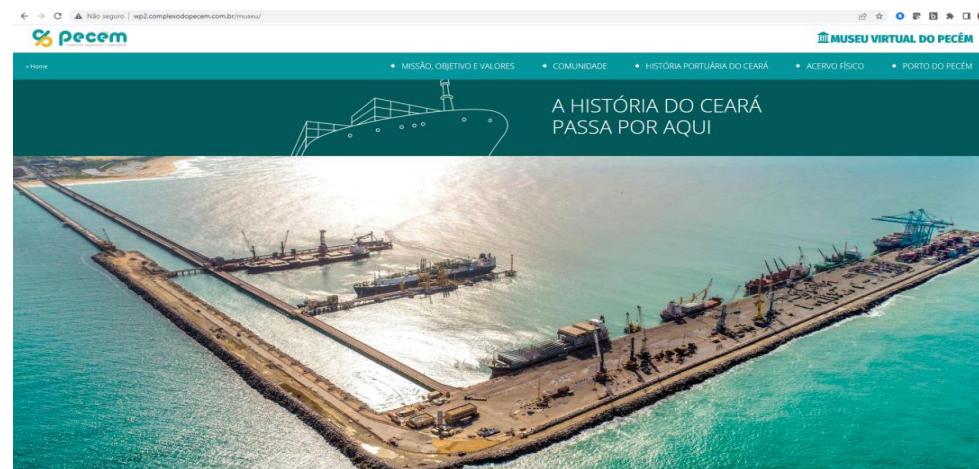 Não seguro | wp2.complexodopecem.com.br/museu/
pecém
MUSEU VIRTUAL DO PECÉM
» Home
MISSÃO, OBJETIVO E VALORES
COMUNIDADE
HISTÓRIA PORTUÁRIA DO CEARÁ
ACERVO FÍSICO
PORTO DO PECÉM
A HISTÓRIA DO CEARÁ
PASSA POR AQUI